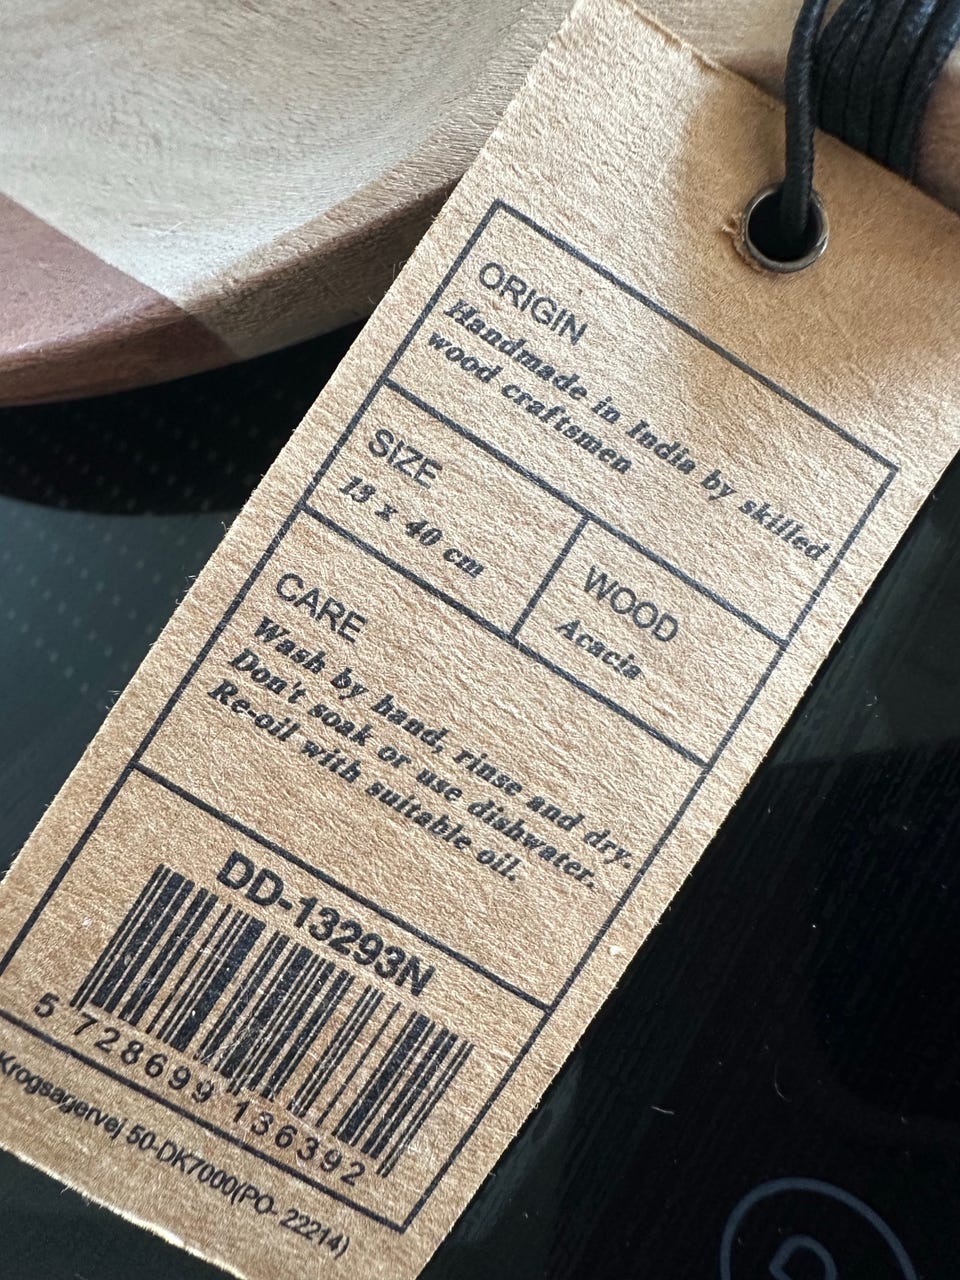 ORIGIN
Handmade in India by skilled
wood craftsmen
SIZE
13 x 40 cm
WOOD
Acacia
CARE
Wash by hand, rinse and dry.
Don't soak or use dishwater.
Re-oil with suitable oil.
DD-13293N
5 728699 136392
Krogsagervej 50-DK7000(PO- 22214)